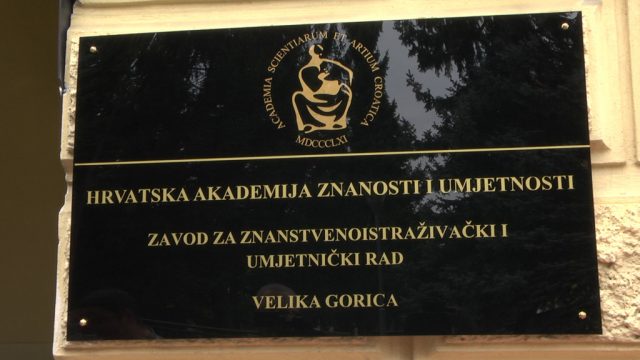 ACADEMIA SCIENTIARUM ET ARTIUM CROATICA
MDCCCLXI
HRVATSKA AKADEMIJA ZNANOSTI I UMJETNOSTI
ZAVOD ZA ZNANSTVENOISTRAŽIVAČKI I
UMJETNIČKI RAD
VELIKA GORICA